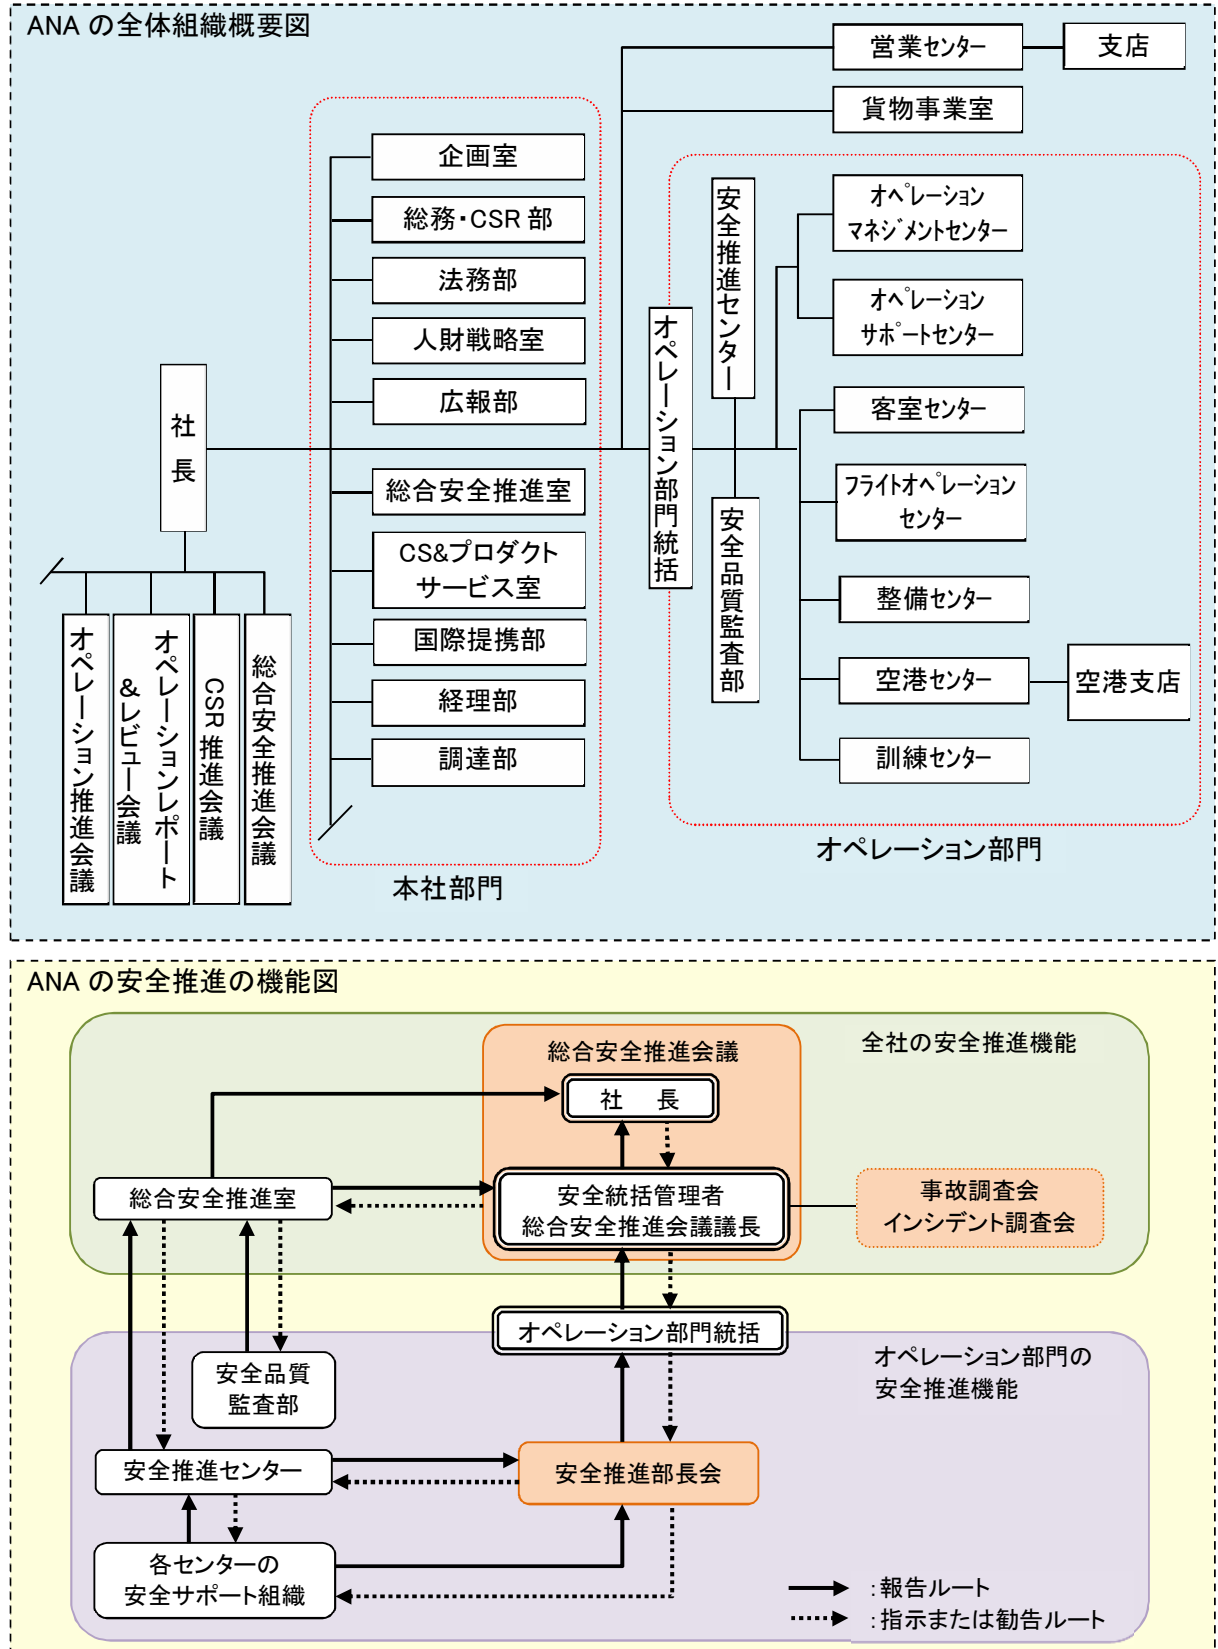 ANA の全体組織概要図
営業センター
支店
貨物事業室
企画室
総務・CSR 部
法務部
人財戦略室
広報部
総合安全推進室
CS&プロダクト
サービス室
国際提携部
経理部
調達部
本社部門
社長
オペレーション推進会議
オペレーションレポート
&レビュー会議
CSR 推進会議
総合安全推進会議
オペレーション部門統括
安全推進センター
安全品質監査部
オペレーション
マネジメントセンター
オペレーション
サポートセンター
客室センター
フライトオペレーション
センター
整備センター
空港センター
空港支店
訓練センター
オペレーション部門
ANA の安全推進の機能図
全社の安全推進機能
総合安全推進会議
社 長
総合安全推進室
安全統括管理者
総合安全推進会議議長
事故調査会
インシデント調査会
オペレーション部門統括
オペレーション部門の
安全推進機能
安全品質
監査部
安全推進センター
安全推進部長会
各センターの
安全サポート組織
：報告ルート
：指示または勧告ルート